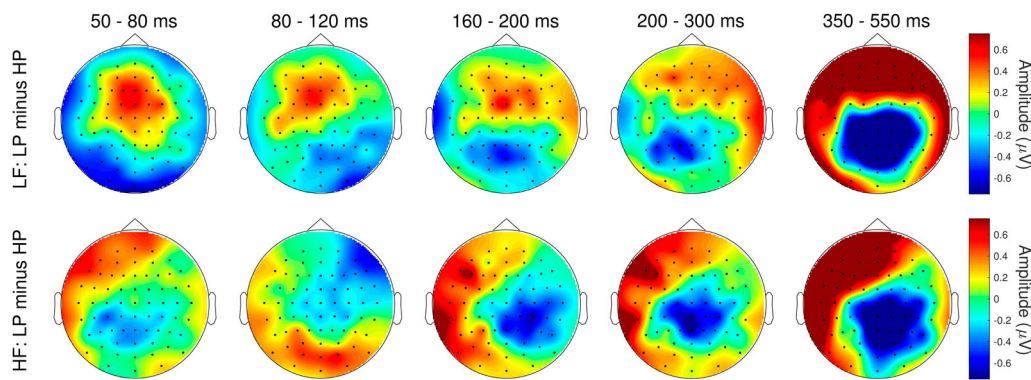 50 - 80 ms
80 - 120 ms
160 - 200 ms
200 - 300 ms
350 - 550 ms
LF: LP minus HP
0.6
0.4
0.2
0
-0.2
-0.4
-0.6
Amplitude (μV)
HF: LP minus HP
0.6
0.4
0.2
0
-0.2
-0.4
-0.6
Amplitude (μV)